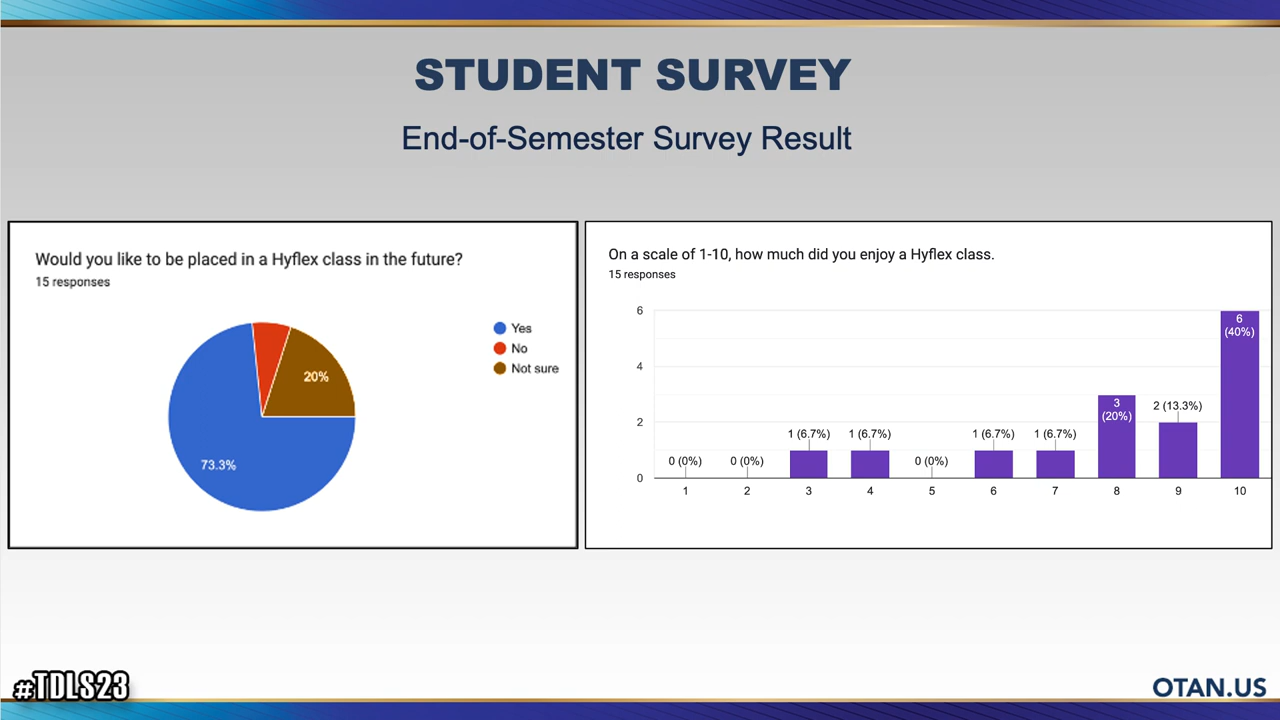 STUDENT SURVEY
End-of-Semester Survey Result
Would you like to be placed in a Hyflex class in the future?
15 responses
Yes
No
Not sure
20%
73.3%
On a scale of 1-10, how much did you enjoy a Hyflex class.
15 responses
6
4
2
0
0 (0%)
0 (0%)
1 (6.7%)
1 (6.7%)
0 (0%)
1 (6.7%)
1 (6.7%)
3
(20%)
2 (13.3%)
6
(40%)
1
2
3
4
5
6
7
8
9
10
#TDLS23
OTAN.US